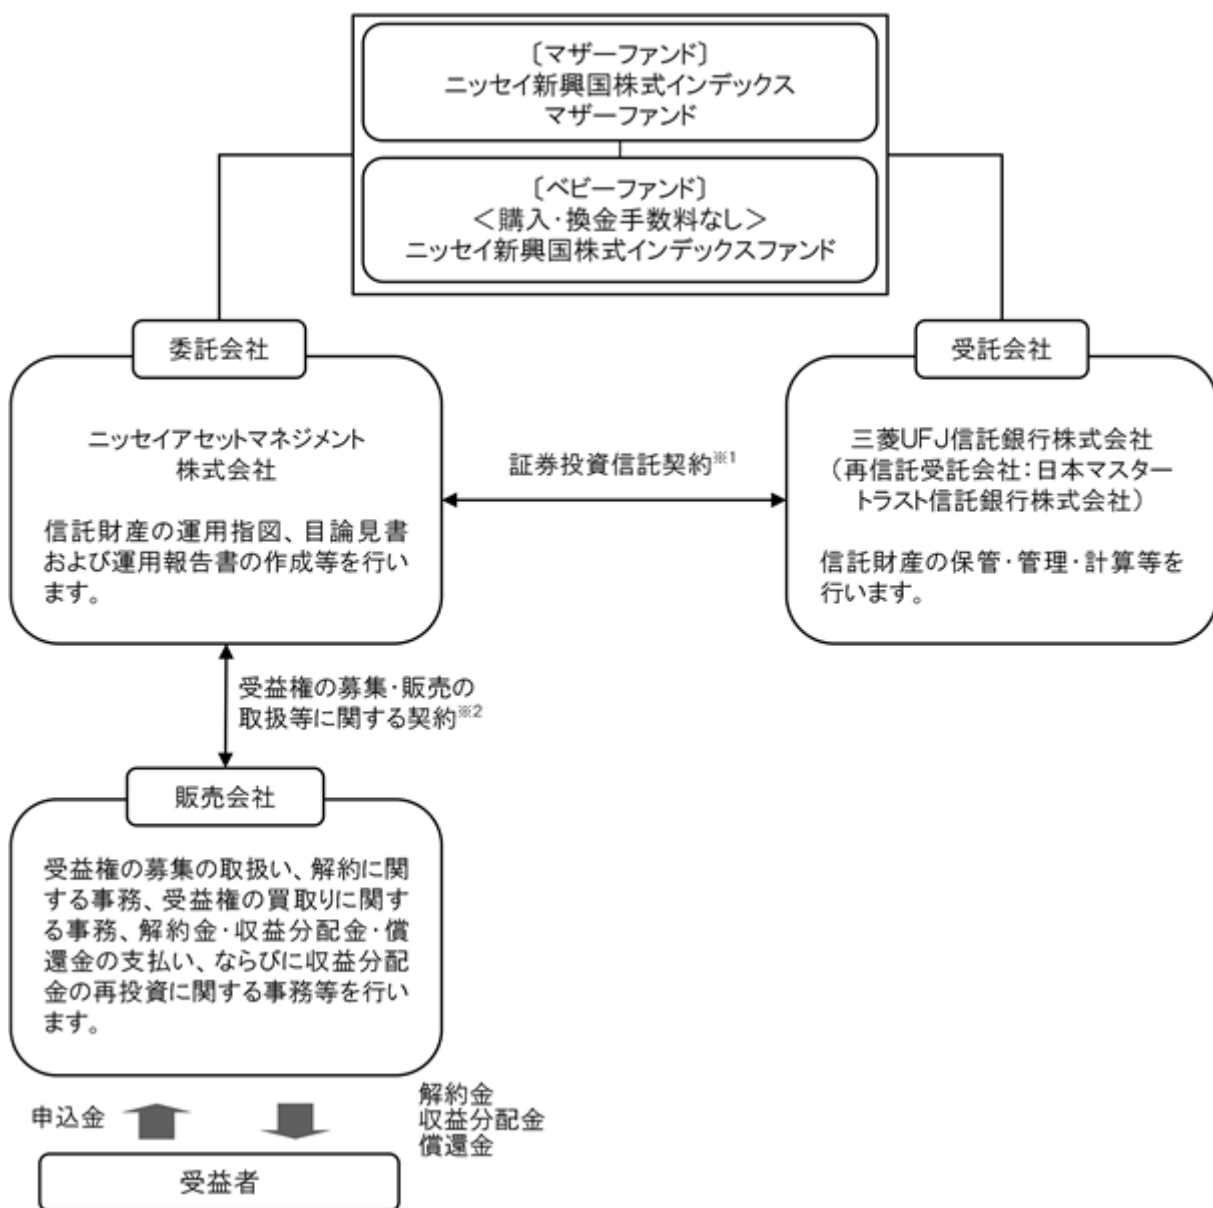 〔マザーファンド〕
ニッセイ新興国株式インデックス
マザーファンド
〔ベビーファンド〕
＜購入・換金手数料なし＞
ニッセイ新興国株式インデックスファンド
委託会社
ニッセイアセットマネジメント
株式会社
信託財産の運用指図、目論見書
および運用報告書の作成等を行い
ます。
証券投資信託契約※1
受託会社
三菱UFJ信託銀行株式会社
（再信託受託会社：日本マスター
トラスト信託銀行株式会社）
信託財産の保管・管理・計算等を
行います。
受益権の募集・販売の
取扱等に関する契約※2
販売会社
受益権の募集の取扱い、解約に関
する事務、受益権の買取りに関す
る事務、解約金・収益分配金・償
還金の支払い、ならびに収益分配
金の再投資に関する事務等を行い
ます。
申込金
解約金
収益分配金
償還金
受益者